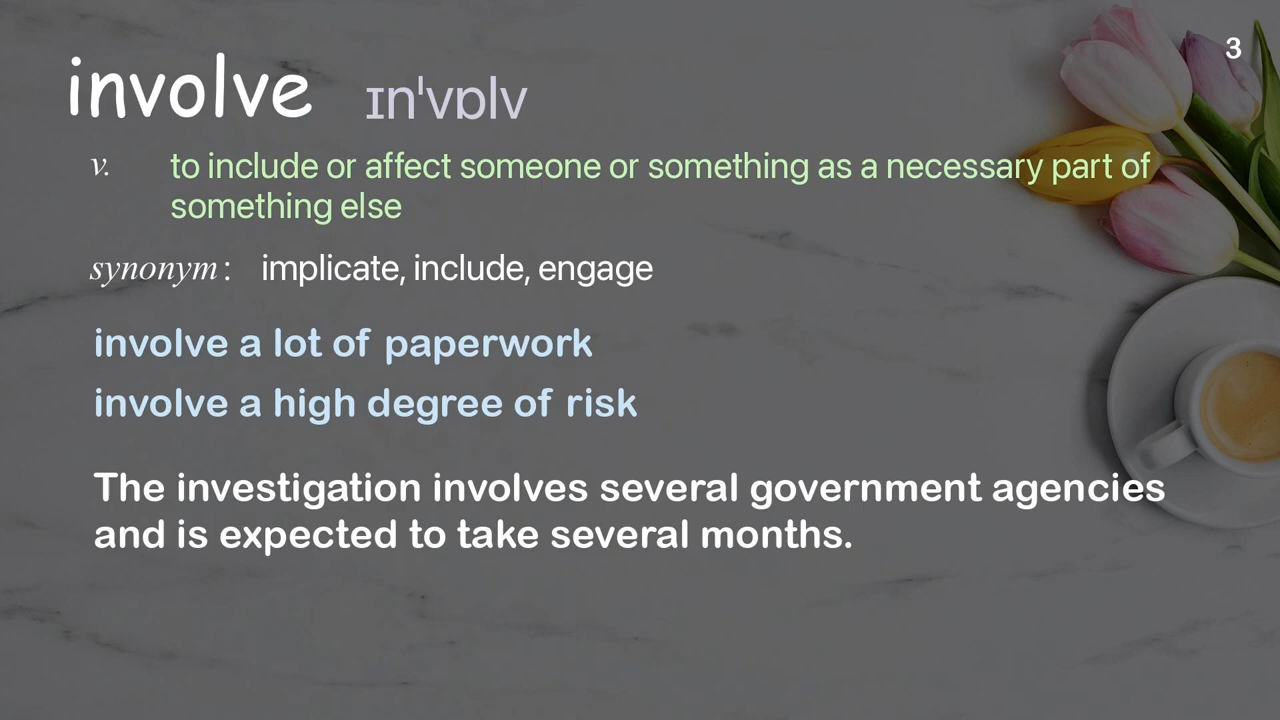 3
involve ɪnˈvɒlv
v. to include or affect someone or something as a necessary part of
something else
synonym: implicate, include, engage
involve a lot of paperwork
involve a high degree of risk
The investigation involves several government agencies
and is expected to take several months.